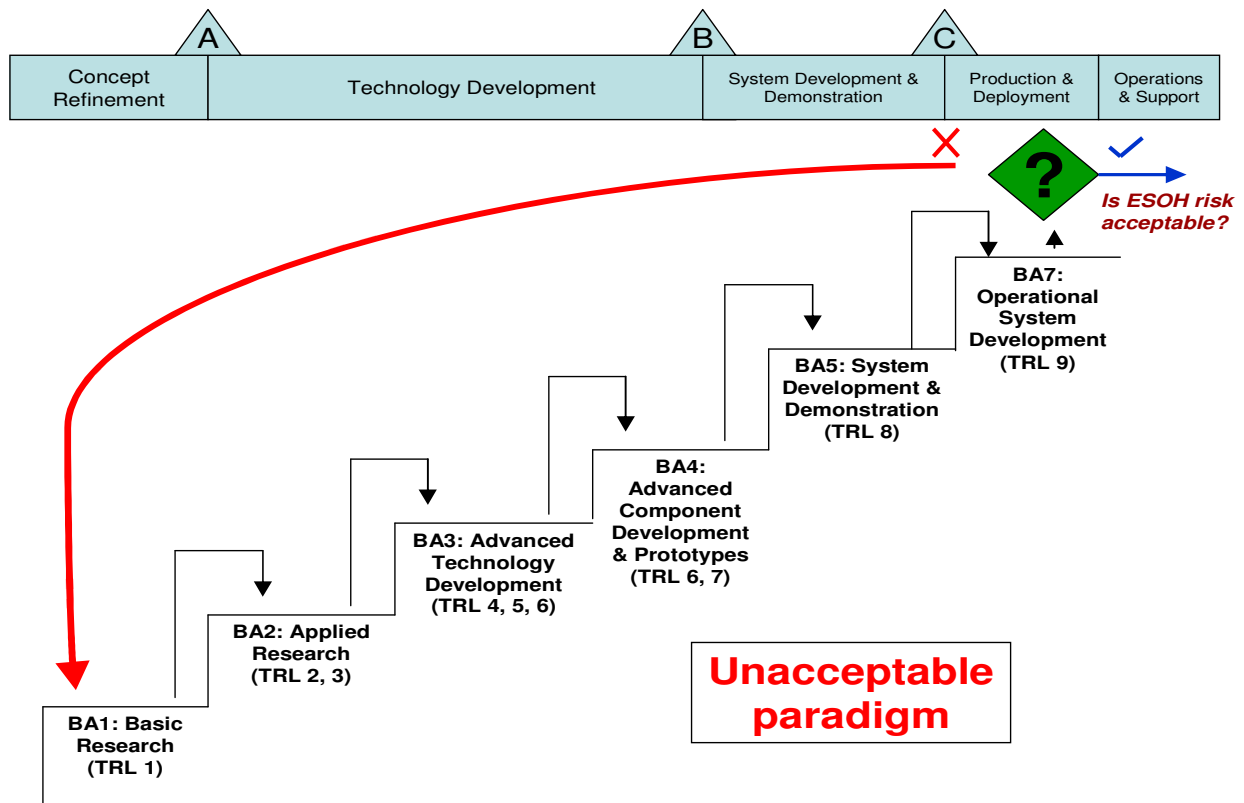 A
B
C
Concept
Refinement
Technology Development
System Development &
Demonstration
Production &
Deployment
Operations
& Support
?
Is ESOH risk
acceptable?
BA7:
Operational
System
Development
(TRL 9)
BA5: System
Development &
Demonstration
(TRL 8)
BA4:
Advanced
Component
Development
& Prototypes
(TRL 6, 7)
BA3: Advanced
Technology
Development
(TRL 4, 5, 6)
BA2: Applied
Research
(TRL 2, 3)
BA1: Basic
Research
(TRL 1)
Unacceptable
paradigm